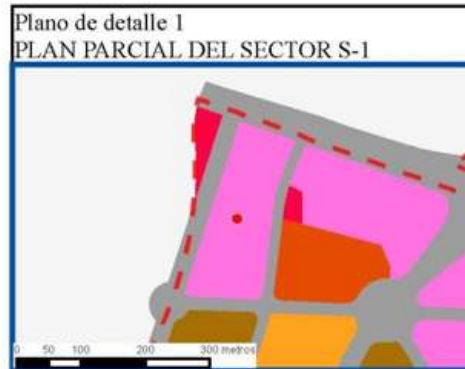 Plano de detalle 1
PLAN PARCIAL DEL SECTOR S-1
0 50 100 200 300 metros